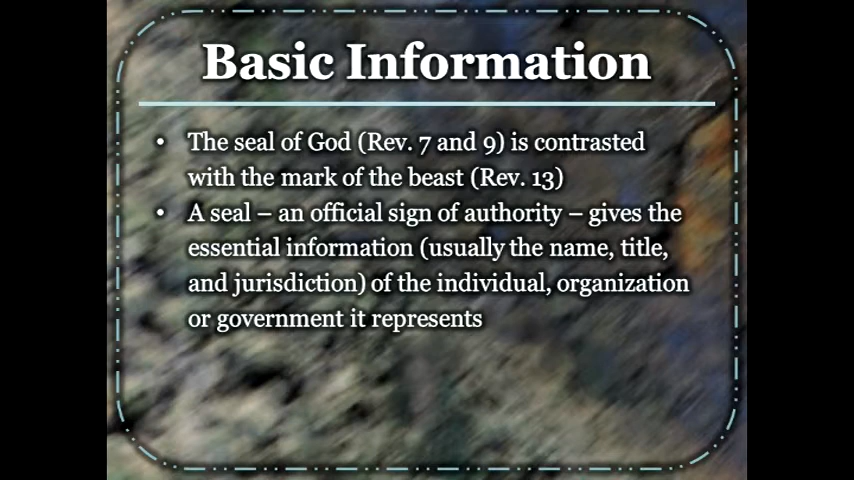 Basic Information
• The seal of God (Rev. 7 and 9) is contrasted
with the mark of the beast (Rev. 13)
• A seal – an official sign of authority – gives the
essential information (usually the name, title,
and jurisdiction) of the individual, organization
or government it represents